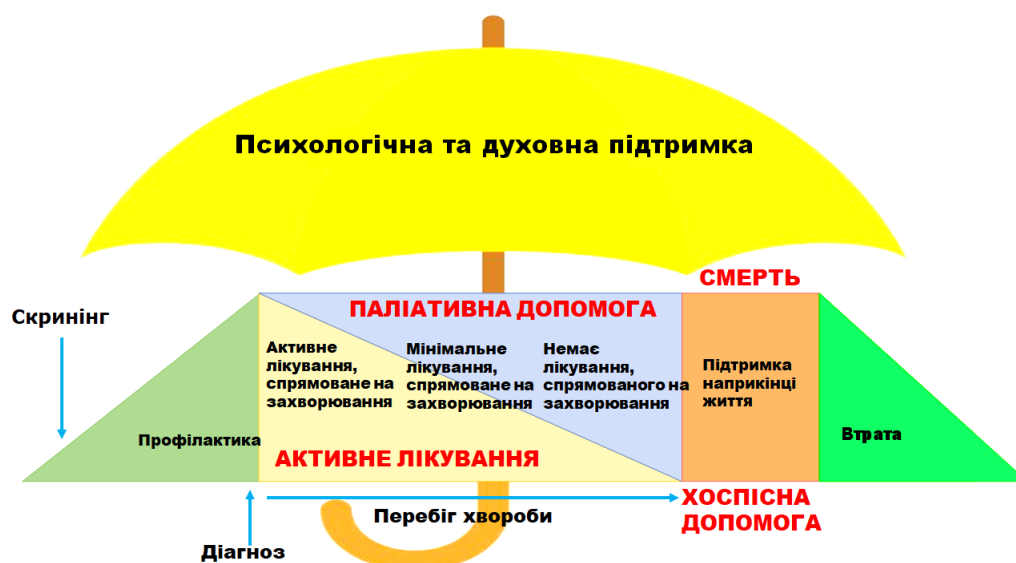 Психологічна та духовна підтримка
СМЕРТЬ
Скринінг
ПАЛІАТИВНА ДОПОМОГА
Активне
лікування,
спрямоване на
захворювання
Мінімальне
лікування,
спрямоване на
захворювання
Немає
лікування,
спрямованого на
захворювання
Підтримка
наприкінці
життя
Профілактика
Втрата
АКТИВНЕ ЛІКУВАННЯ
Перебіг хвороби
ХОСПІСНА
ДОПОМОГА
Діагноз